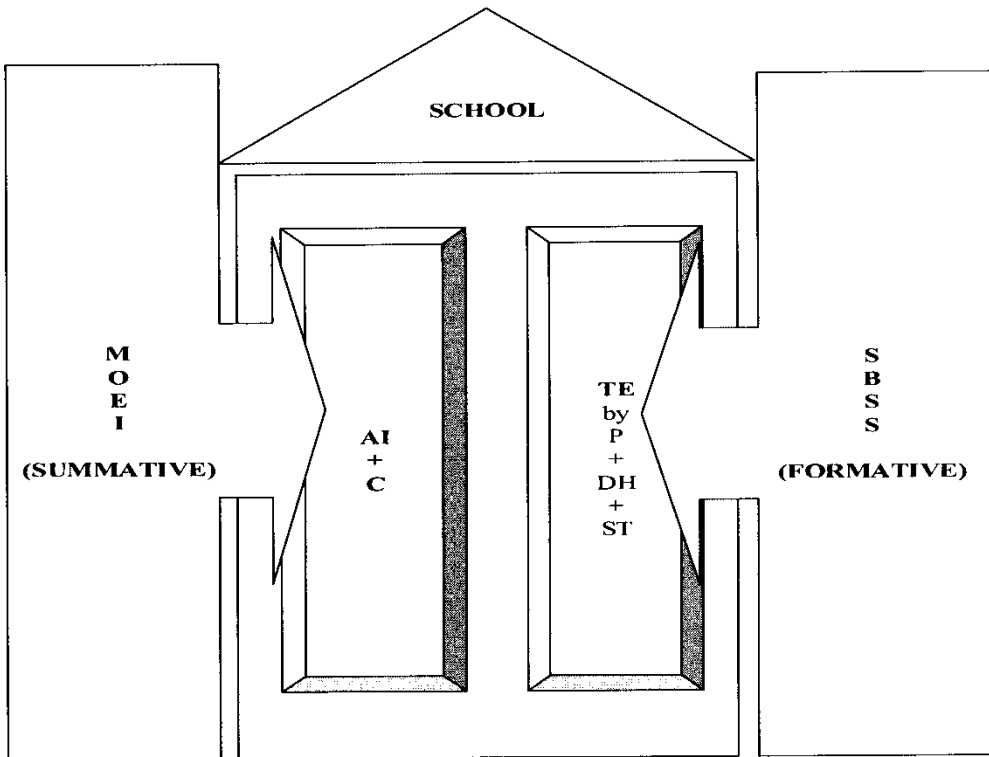 SCHOOL
M
O
E
I
(SUMMATIVE)
AI
+
C
TE
by
P
+
DH
+
ST
S
B
S
S
(FORMATIVE)